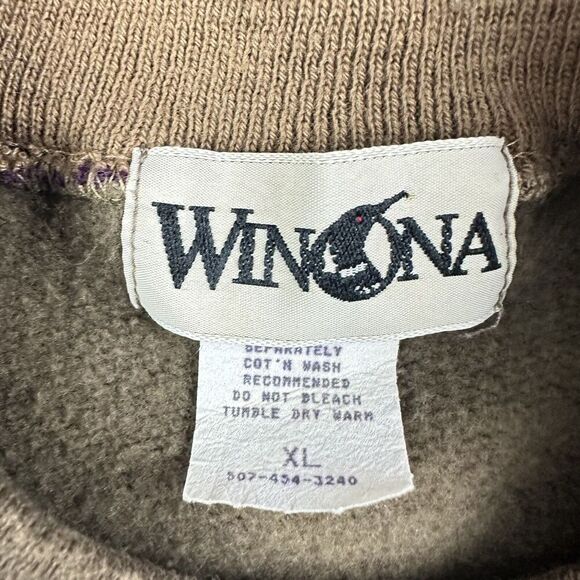 WINONA
SEPARATELY
COT'N WASH
RECOMMENDED
DO NOT BLEACH
TUMBLE DRY WARM
XL
507-454-3240